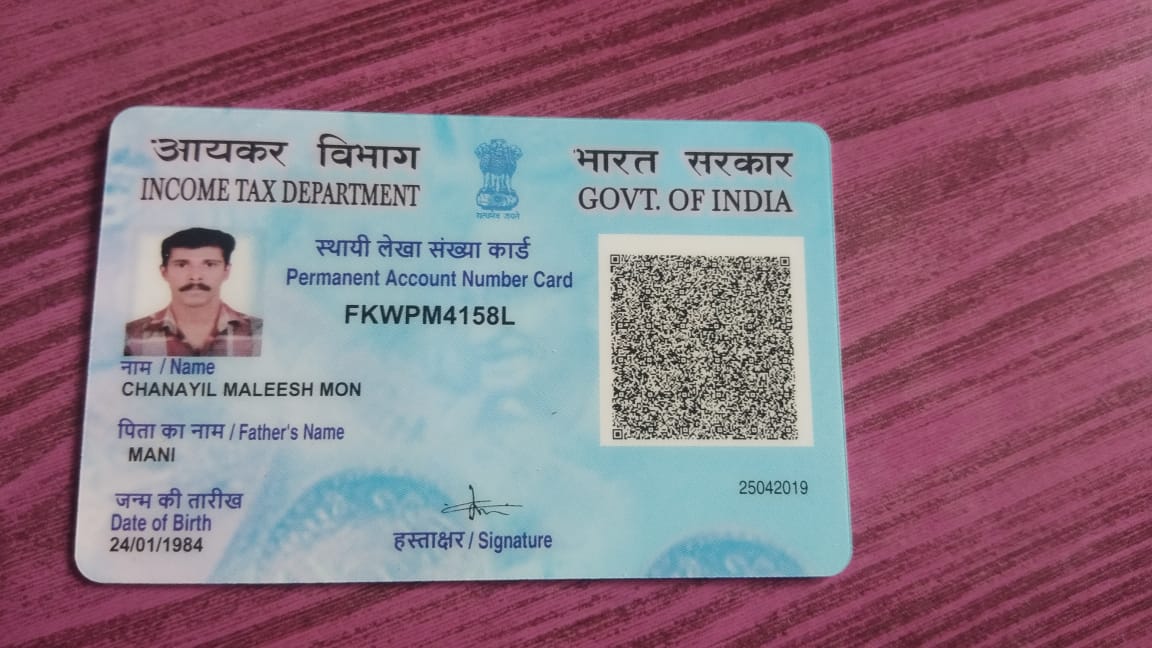 आयकर विभाग
INCOME TAX DEPARTMENT
सत्यमेव जयते
भारत सरकार
GOVT. OF INDIA
स्थायी लेखा संख्या कार्ड
Permanent Account Number Card
FKWPM4158L
नाम / Name
CHANAYIL MALEESH MON
पिता का नाम / Father's Name
MANI
जन्म की तारीख
Date of Birth
24/01/1984
हस्ताक्षर / Signature
25042019